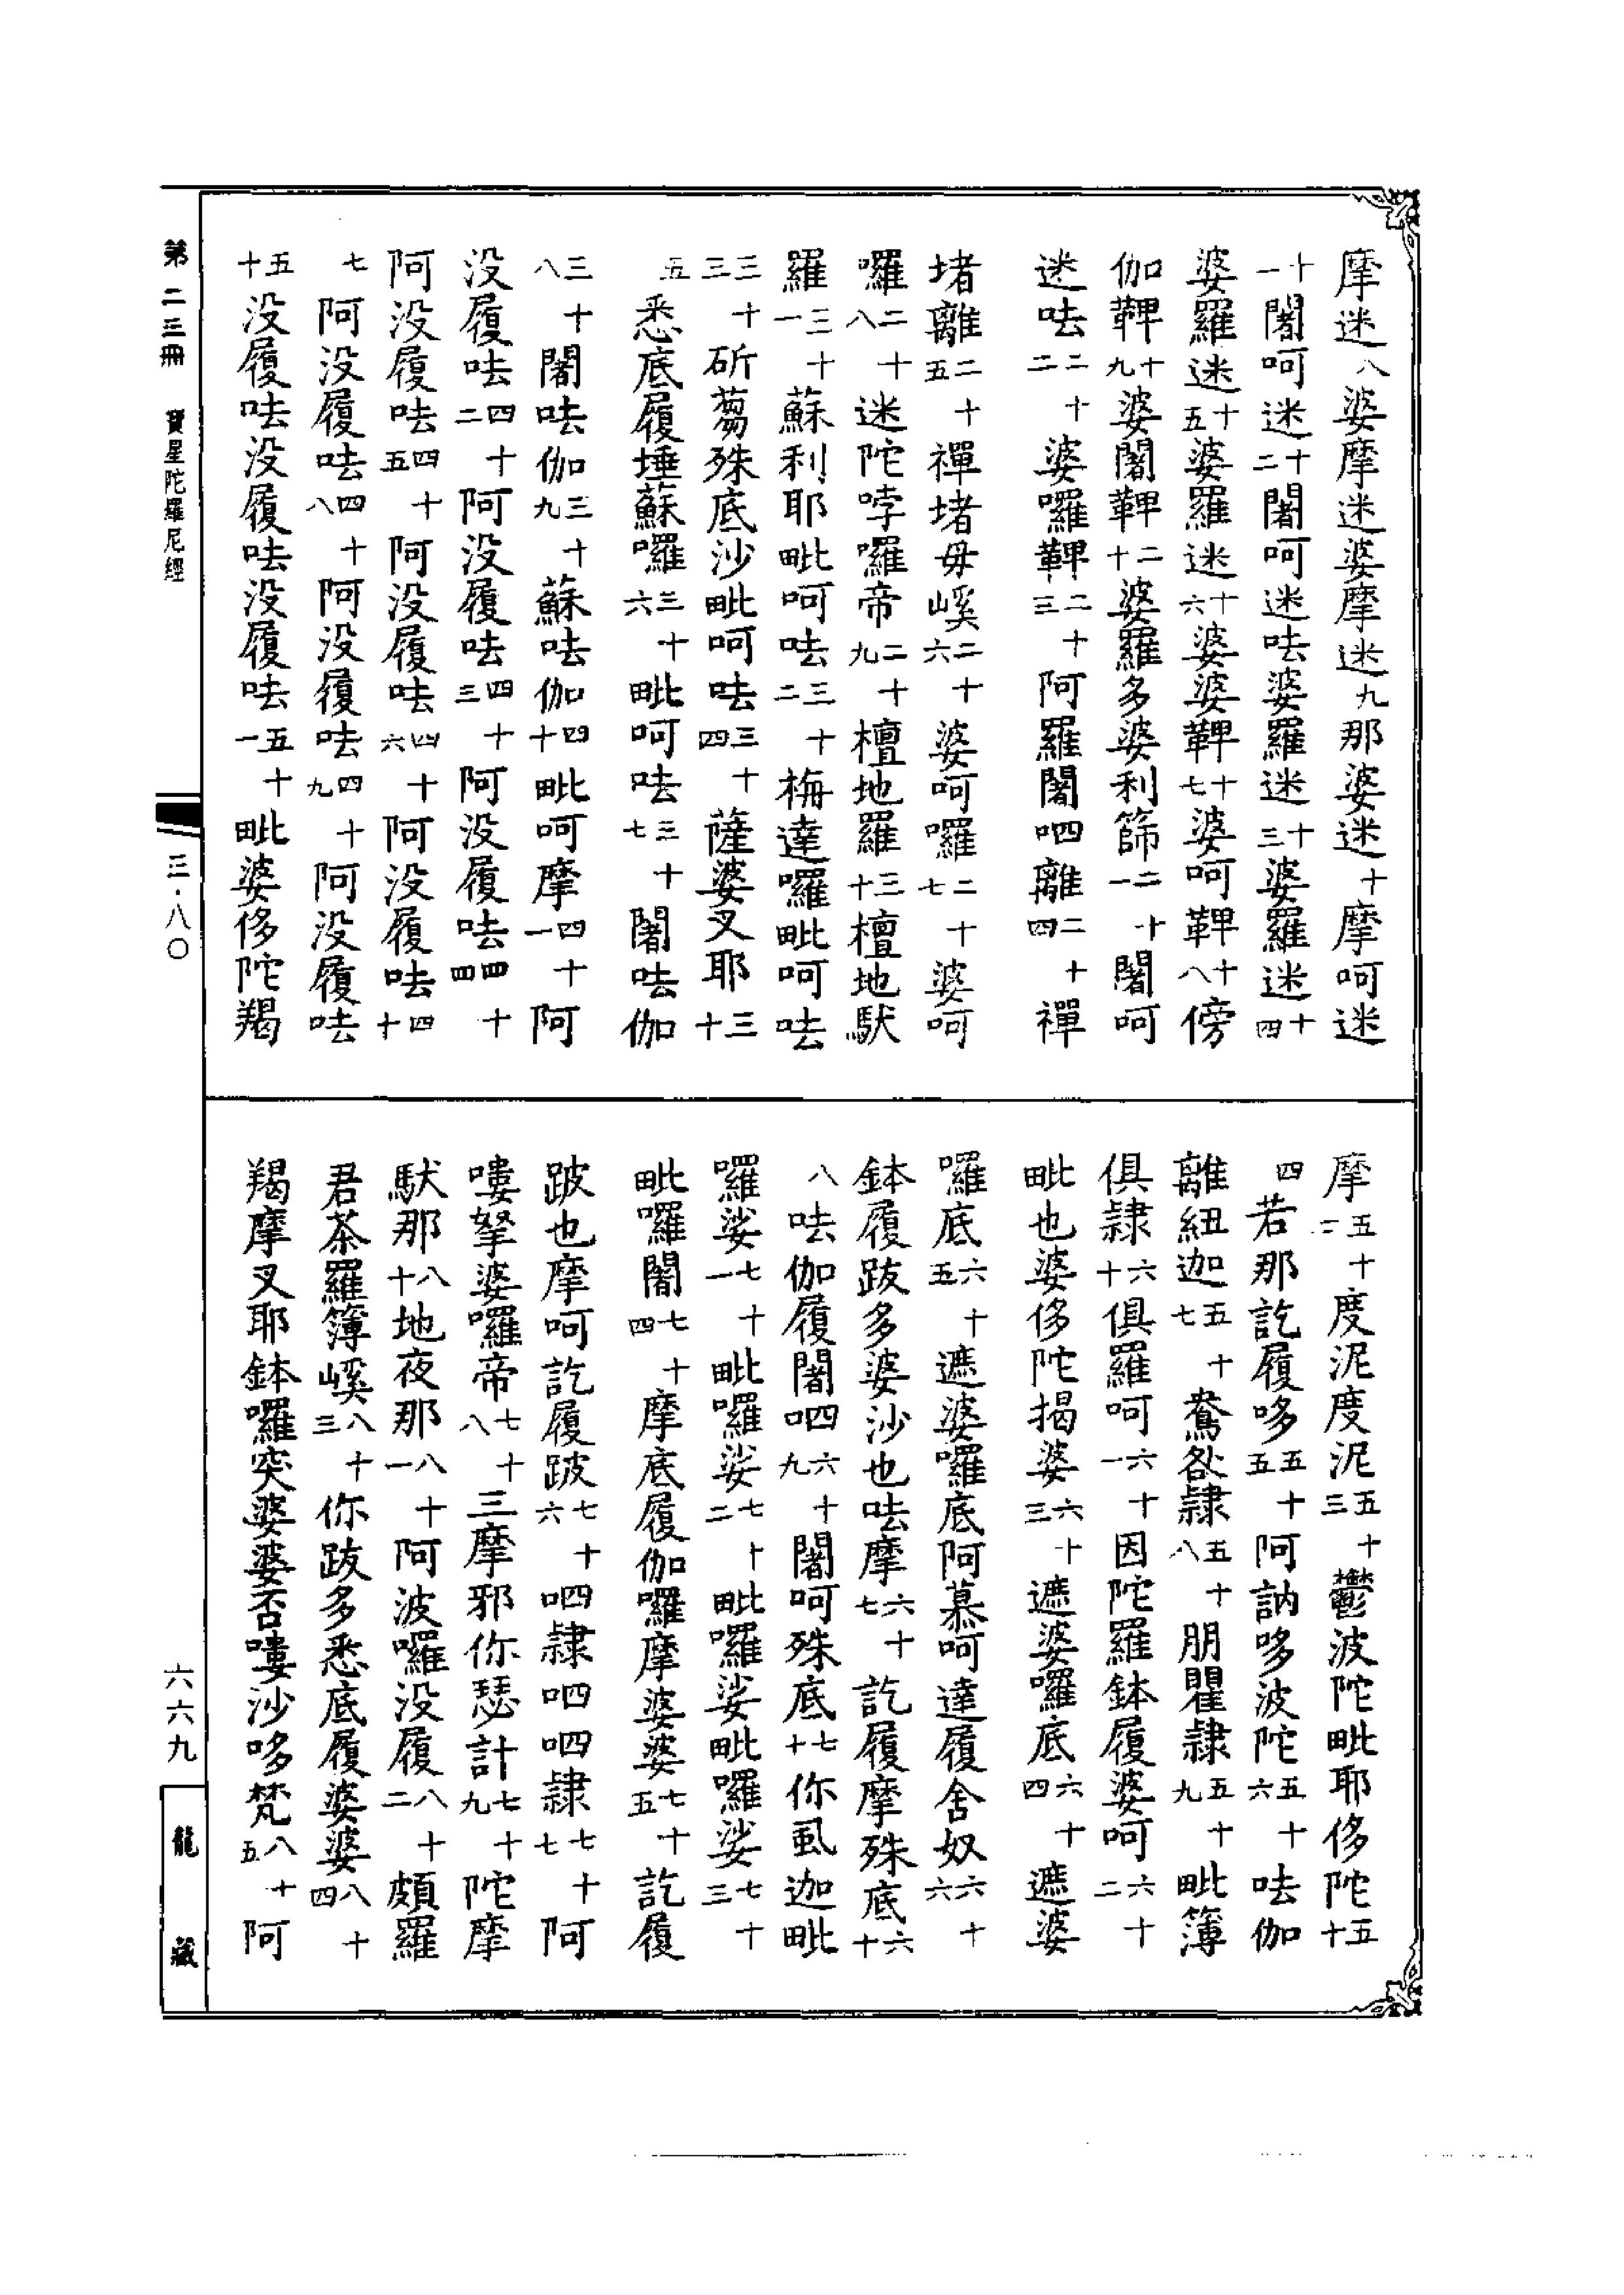 摩迷八婆摩迷婆摩迷九那婆迷十摩呵迷
十一闍呵迷十二闍呵迷呿婆羅迷十三婆羅迷十四
婆羅迷十五婆羅迷十六婆婆鞞十七婆呵鞞十八傍
伽鞞十九婆闍鞞二十婆羅多婆利篩二十一闍呵
迷呿二十二婆囉鞞二十三阿羅闍呬離二十四禪
堵離二十五禪堵毋㗨二十六婆呵囉二十七婆呵
囉二十八迷陀哱囉帝二十九檀地羅三十檀地馱
羅三十一蘇利耶毗呵呿三十二梅達囉毗呵呿
三十三斫蒭殊底沙毗呵呿三十四薩婆叉耶三十
五悉底履埵蘇囉三十六毗呵呿三十七闍呿伽
三十八闍呿伽三十九蘇呿伽四十毗呵摩四十一阿
没履呿四十二阿没履呿四十三阿没履呿四十四
阿没履呿四十五阿没履呿四十六阿没履呿四十
七阿没履呿四十八阿没履呿四十九阿没履呿
五十没履呿没履呿没履呿五十一毗婆侈陀羯
摩五十二度泥度泥五十三鬱波陀毗耶侈陀五十
四若那訖履哆五十五阿訥哆波陀五十六呿伽
離紐迦五十七鴦咎隷五十八朋瞿隷五十九毗簿
俱隷六十俱羅呵六十一因陀羅鉢履婆呵六十二
毗也婆侈陀揭婆六十三遮婆囉底六十四遮婆
囉底六十五遮婆囉底阿慕呵達履舍奴六十六
鉢履跋多婆沙也呿摩六十七訖履摩殊底六十
八呿伽履闍呬六十九闍呵殊底七十你虱迦毗
囉娑七十一毗囉娑七十二毗囉娑毗囉娑七十三
毗囉闍七十四摩底履伽囉摩婆婆七十五訖履
跛也摩呵訖履跛七十六呬隷呬呬隷七十七阿
嘍拏婆囉帝七十八三摩邪你瑟計七十九陀摩
馱那八十地夜那八十一阿波囉没履八十二頗羅
君荼羅簿㗨八十三你跋多悉底履婆婆八十四
羯摩叉耶鉢囉突婆婆否嘍沙哆梵八十五阿
第二三冊 寶星陀羅尼經
三·八〇
六六九
龍藏